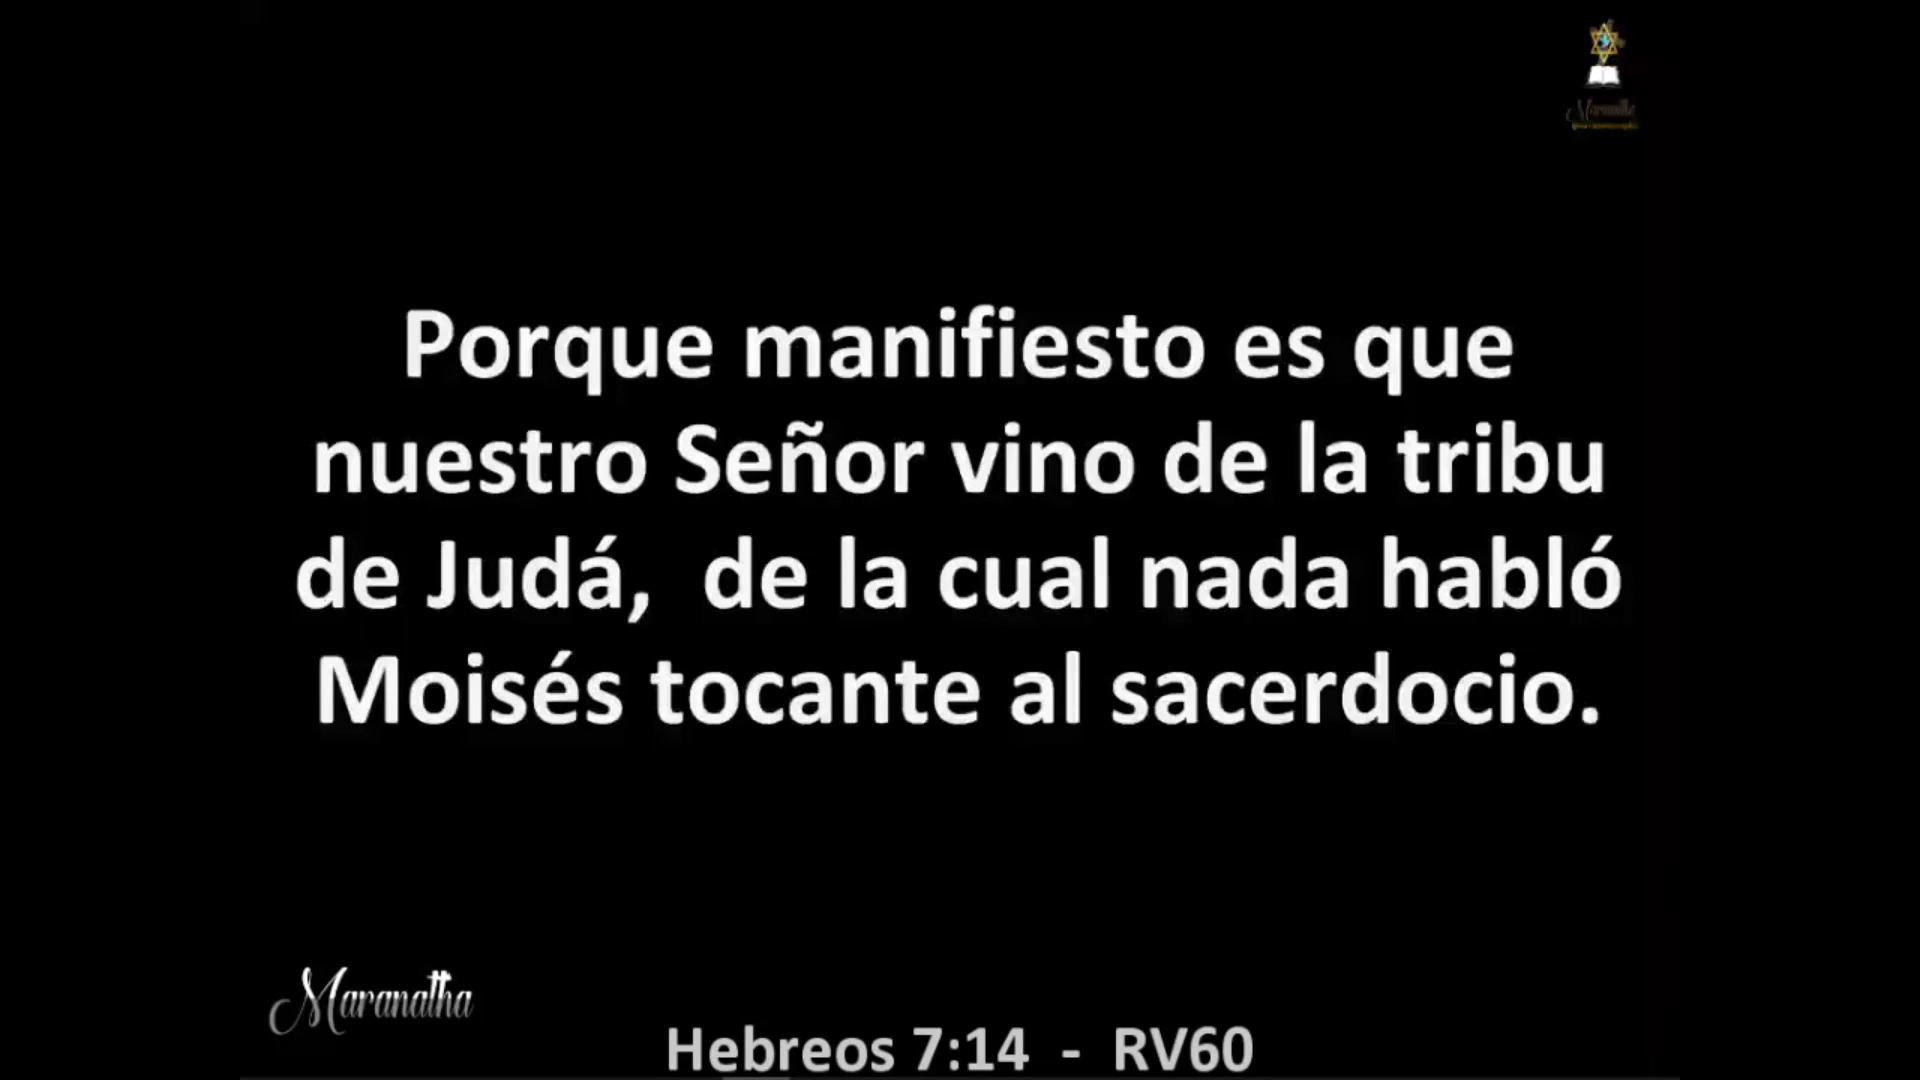 Maranatha
Porque manifiesto es que
nuestro Señor vino de la tribu
de Judá,  de la cual nada habló
Moisés tocante al sacerdocio.
Maranatha
Hebreos 7:14  -  RV60